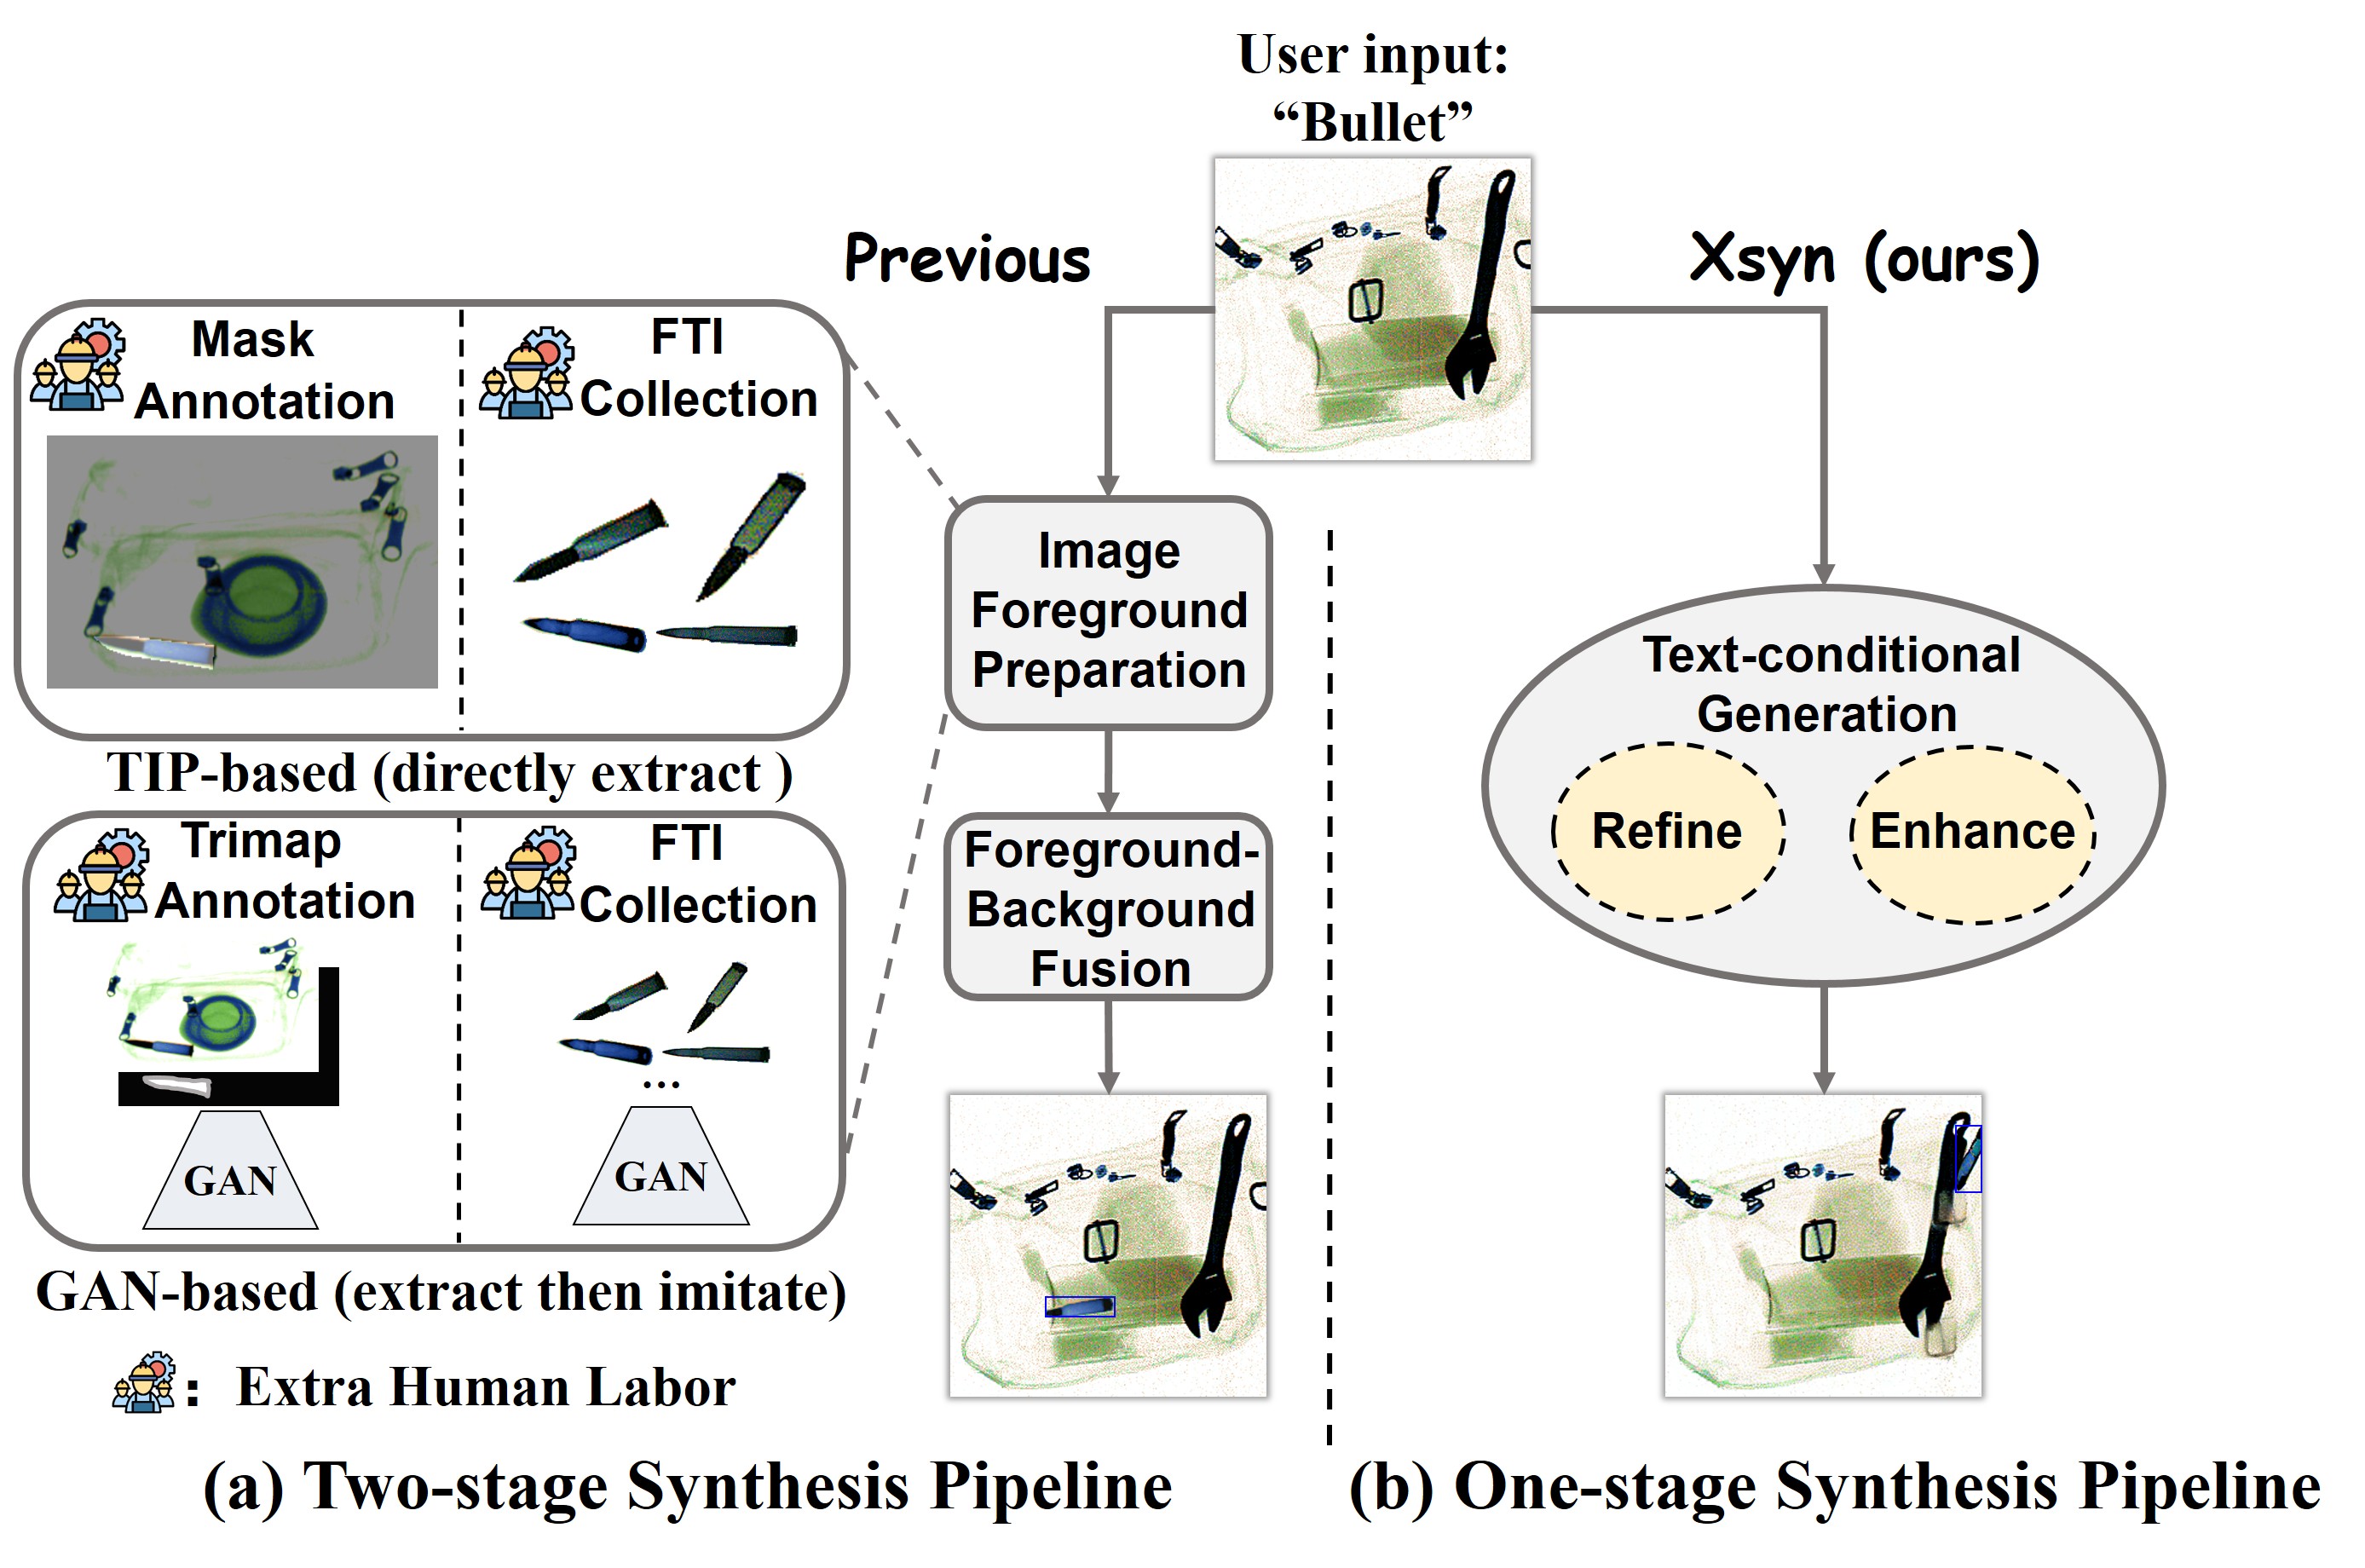 User input:
“Bullet”
Previous
Xsyn (ours)
Mask
Annotation
FTI
Collection
TIP-based (directly extract )
Trimap
Annotation
FTI
Collection
...
GAN
GAN
GAN-based (extract then imitate)
: Extra Human Labor
Image
Foreground
Preparation
Foreground-
Background
Fusion
Text-conditional
Generation
Refine
Enhance
(a) Two-stage Synthesis Pipeline
(b) One-stage Synthesis Pipeline